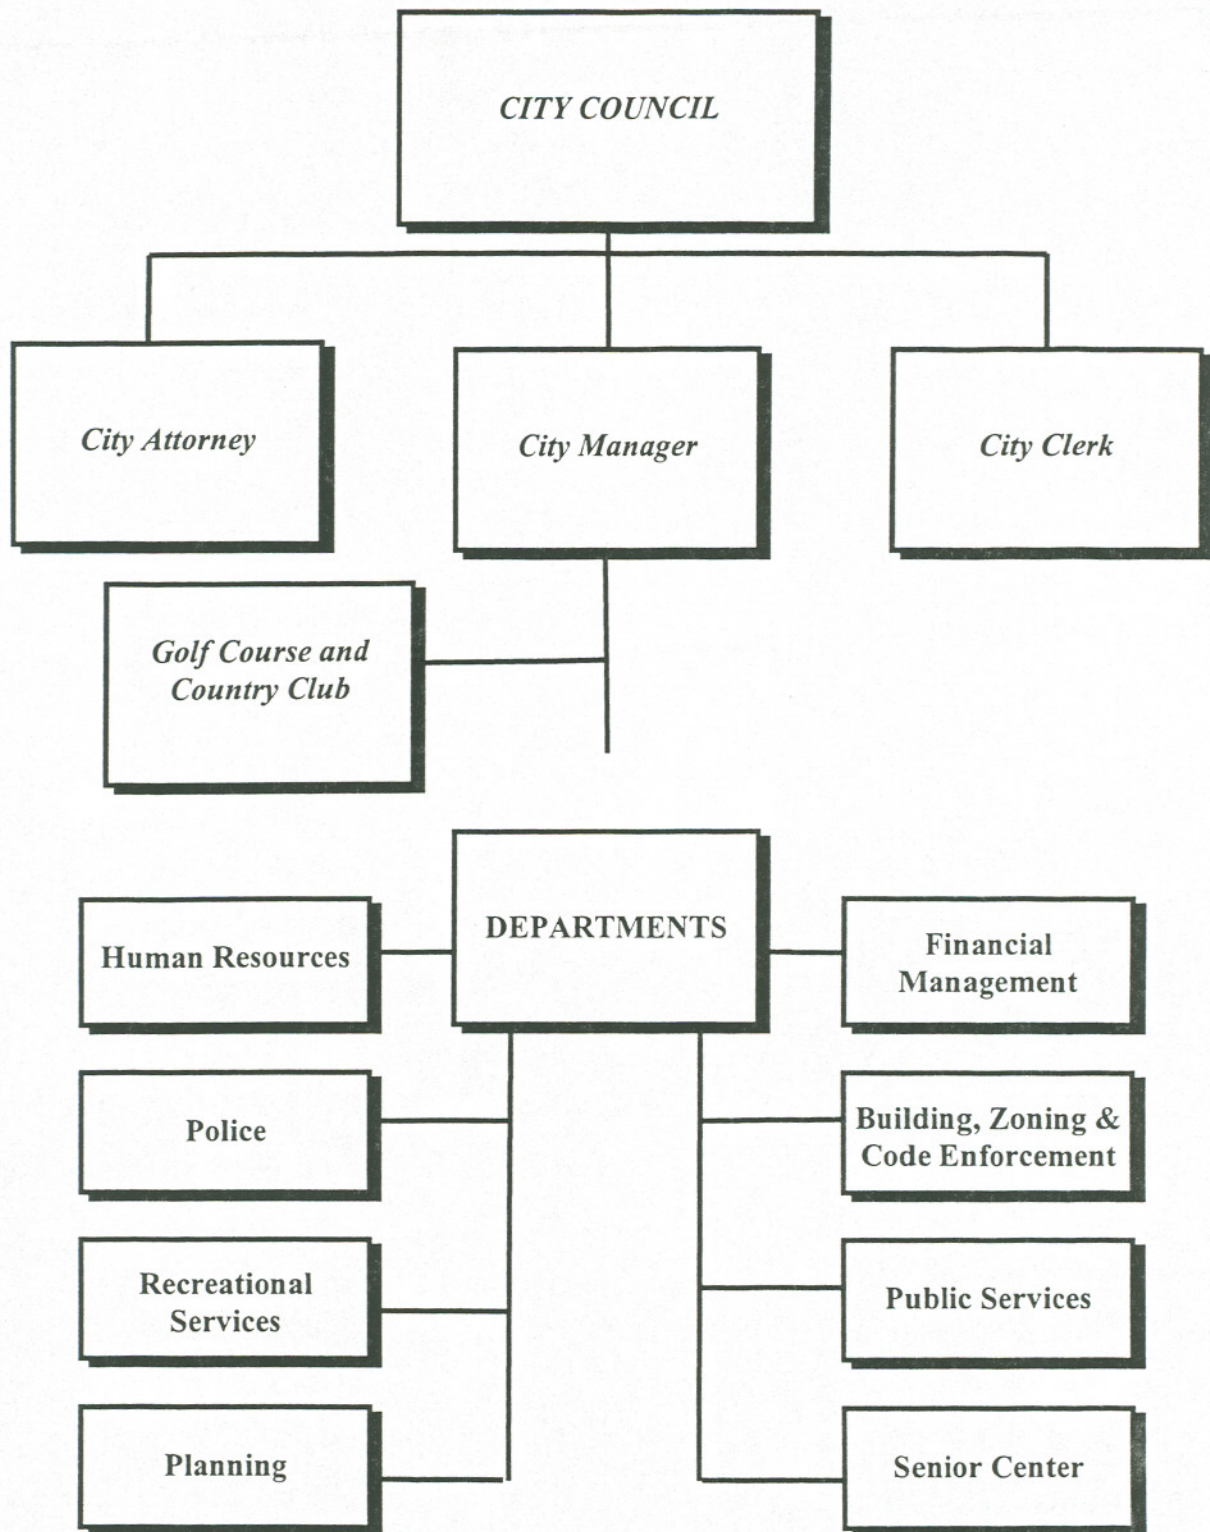 CITY COUNCIL
City Attorney
City Manager
City Clerk
Golf Course and
Country Club
DEPARTMENTS
Human Resources
Financial
Management
Police
Building, Zoning &
Code Enforcement
Recreational
Services
Public Services
Planning
Senior Center